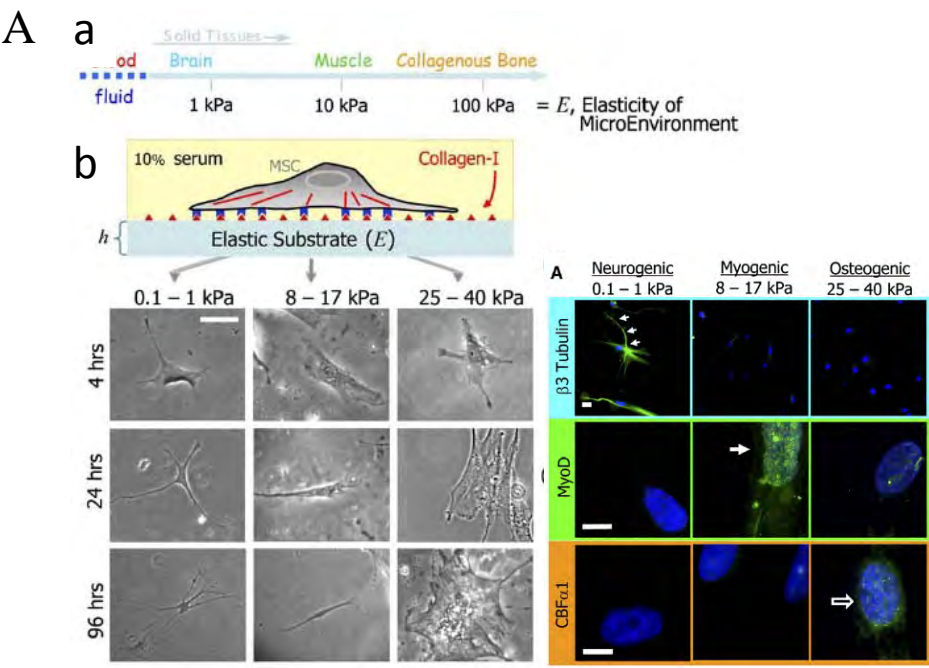 A
a
Solid Tissues
od Brain Muscle Collagenous Bone
fluid
1 kPa 10 kPa 100 kPa = E, Elasticity of
MicroEnvironment
b
10% serum
MSC
Collagen-I
h
Elastic Substrate (E)
0.1 – 1 kPa 8 – 17 kPa 25 – 40 kPa
4 hrs
24 hrs
96 hrs
A
Neurogenic Myogenic Osteogenic
0.1 – 1 kPa 8 – 17 kPa 25 – 40 kPa
β3 Tubulin
MyoD
CBFα1